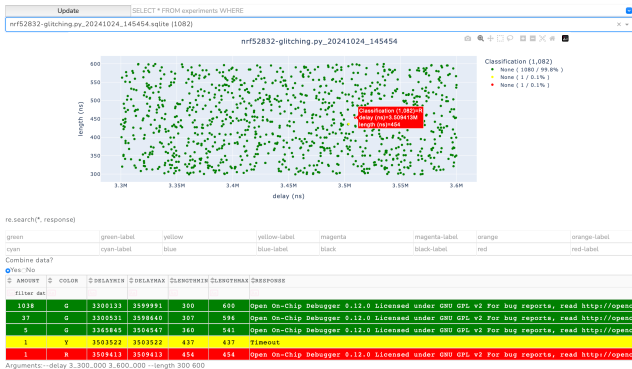 Update SELECT * FROM experiments WHERE
nrf52832-glitching.py_20241024_145454.sqlite (1082)
nrf52832-glitching.py_20241024_145454
Classification (1,082)
None ( 1080 / 99.8% )
None ( 1 / 0.1% )
None ( 1 / 0.1% )
600
550
500
450
400
350
300
length (ns)
Classification (1,082)=R
delay (ns)=3.509413M
length (ns)=454
3.3M 3.35M 3.4M 3.45M 3.5M 3.55M 3.6M
delay (ns)
re.search(*, response)
green green-label yellow yellow-label magenta magenta-label orange orange-label
cyan cyan-label blue blue-label black black-label red red-label
Combine data?
Yes No
AMOUNT COLOR DELAYMIN DELAYMAX LENGTHMIN LENGTHMAX RESPONSE
filter dat
1038 G 3300133 3599991 300 600 Open On-Chip Debugger 0.12.0 Licensed under GNU GPL v2 For bug reports, read http://openo
37 G 3300531 3598640 307 596 Open On-Chip Debugger 0.12.0 Licensed under GNU GPL v2 For bug reports, read http://openo
5 G 3365845 3504547 360 541 Open On-Chip Debugger 0.12.0 Licensed under GNU GPL v2 For bug reports, read http://openo
1 Y 3503522 3503522 437 437 Timeout
1 R 3509413 3509413 454 454 Open On-Chip Debugger 0.12.0 Licensed under GNU GPL v2 For bug reports, read http://openo
Arguments:--delay 3_300_000 3_600_000 --length 300 600